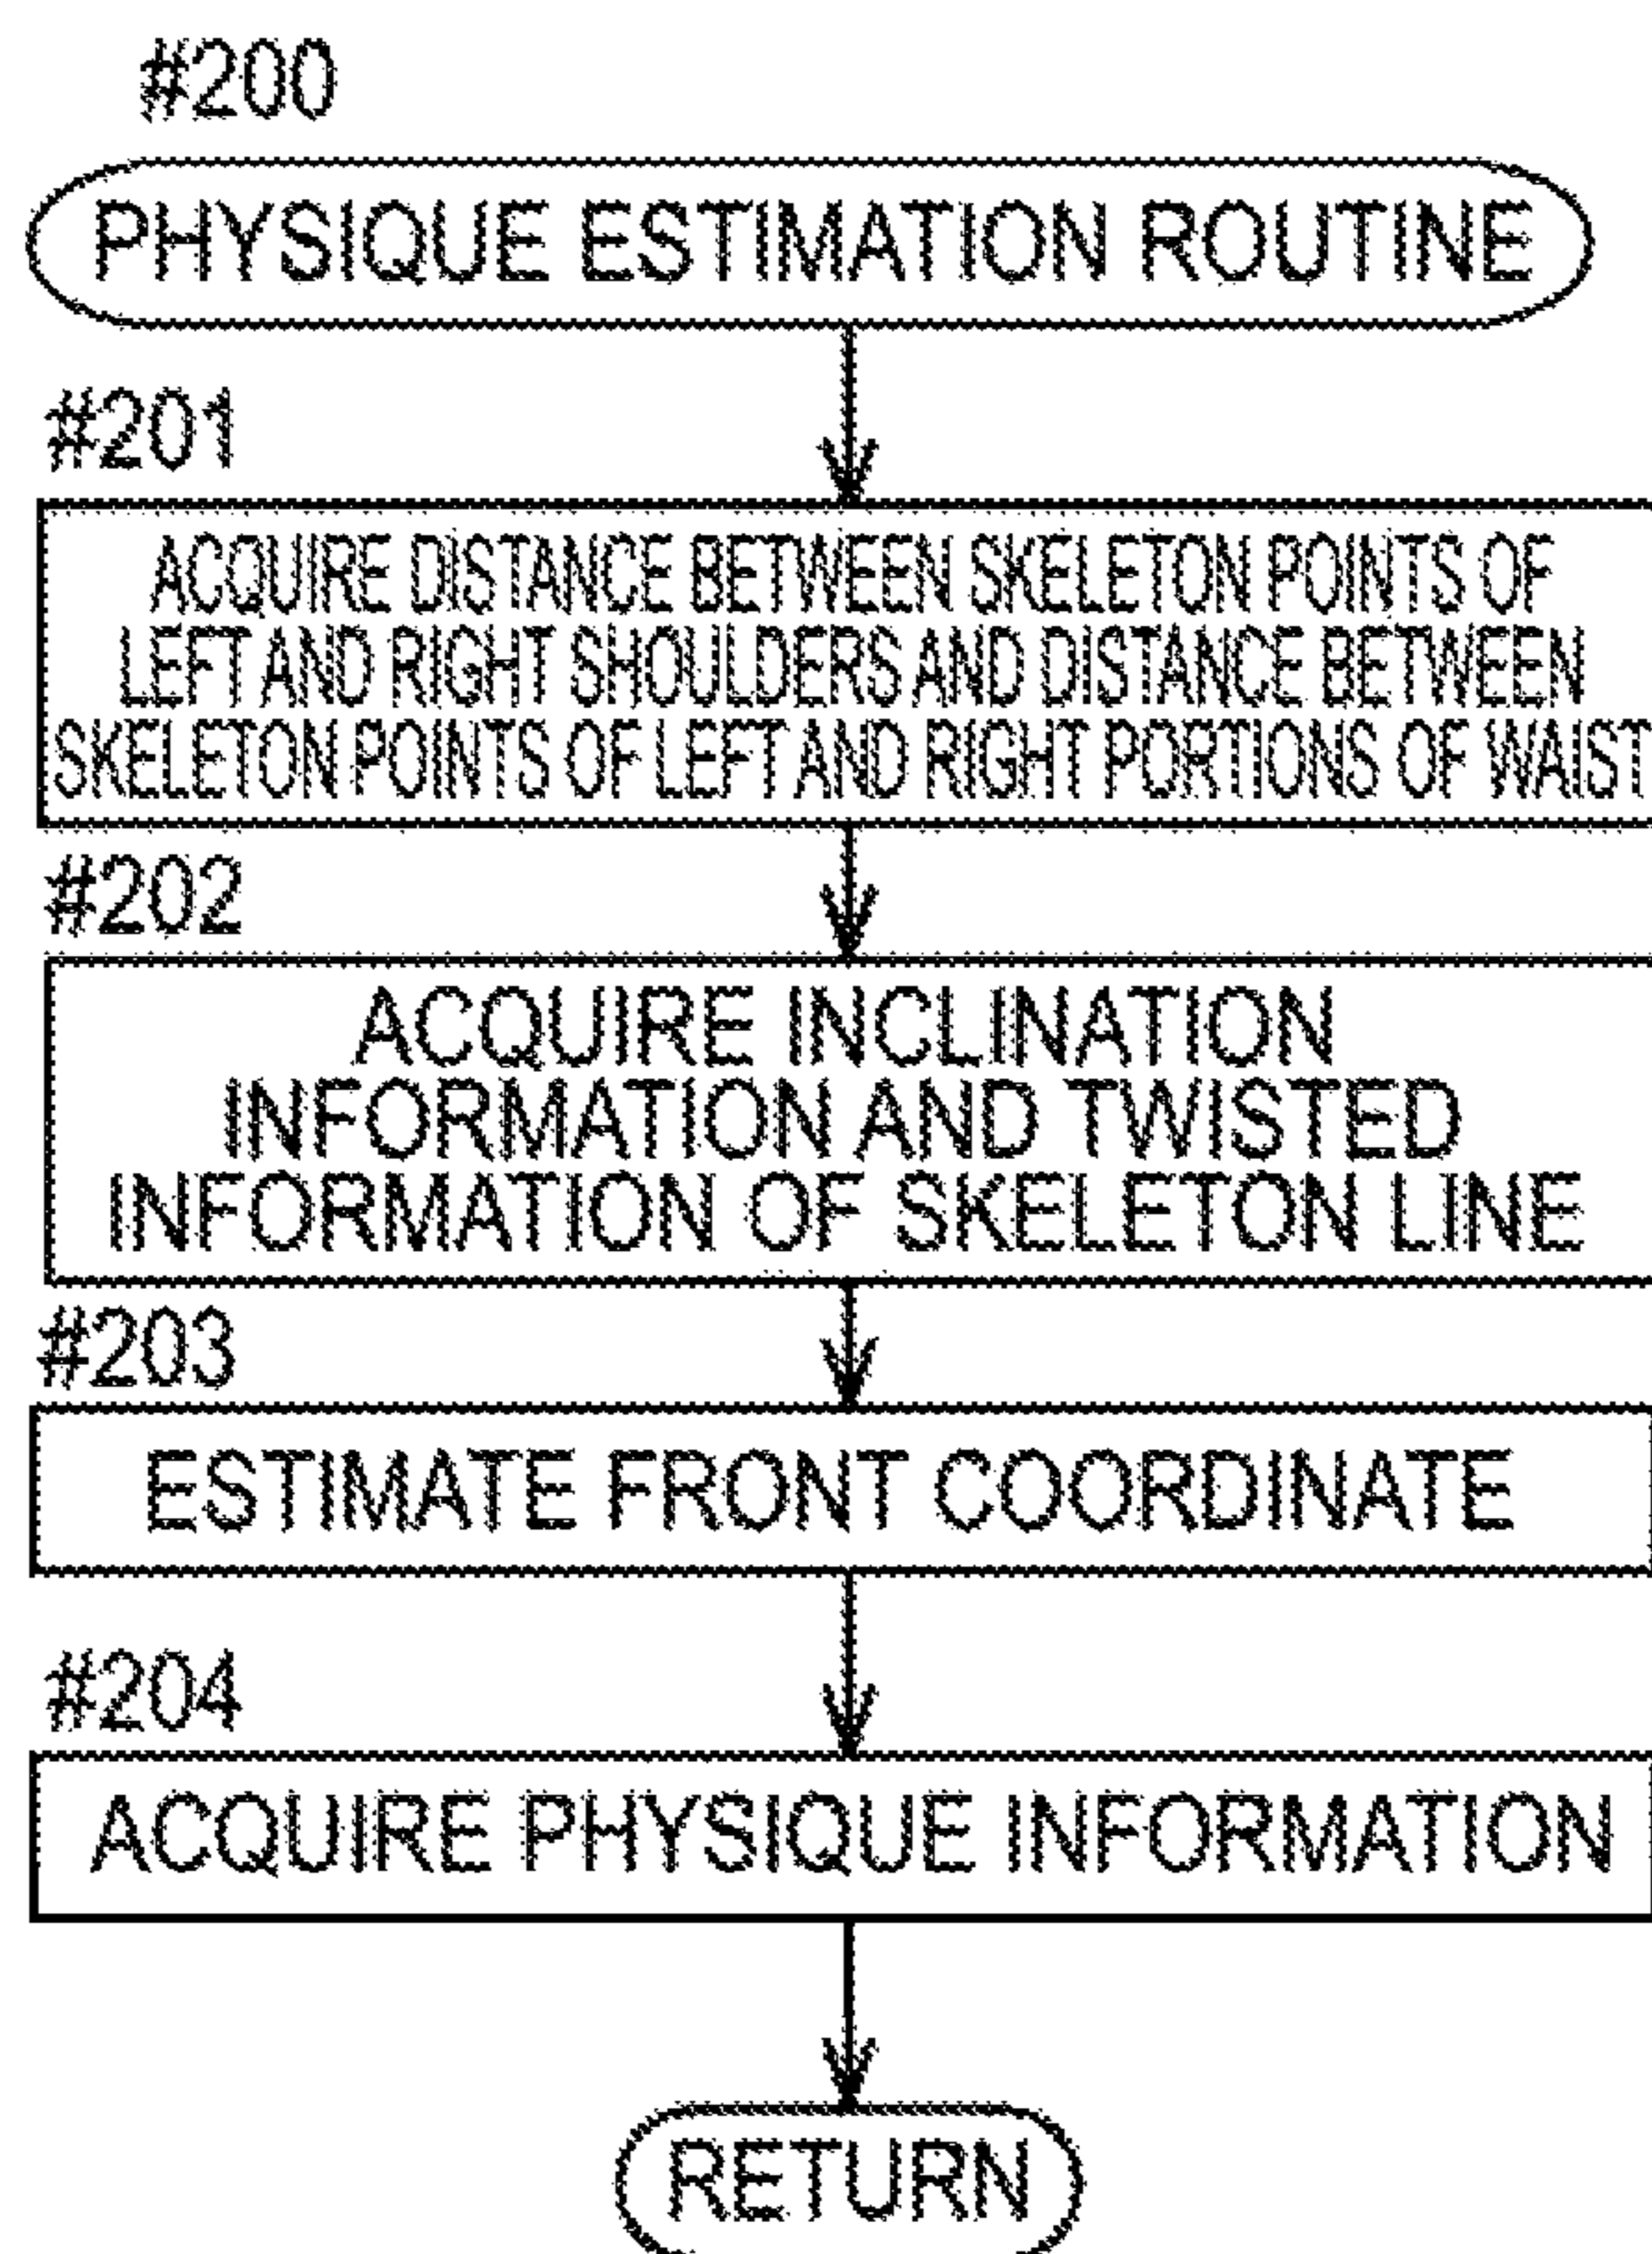 #200
PHYSIQUE ESTIMATION ROUTINE
#201
ACQUIRE DISTANCE BETWEEN SKELETON POINTS OF
LEFT AND RIGHT SHOULDERS AND DISTANCE BETWEEN
SKELETON POINTS OF LEFT AND RIGHT PORTIONS OF WAIST
#202
ACQUIRE INCLINATION
INFORMATION AND TWISTED
INFORMATION OF SKELETON LINE
#203
ESTIMATE FRONT COORDINATE
#204
ACQUIRE PHYSIQUE INFORMATION
RETURN